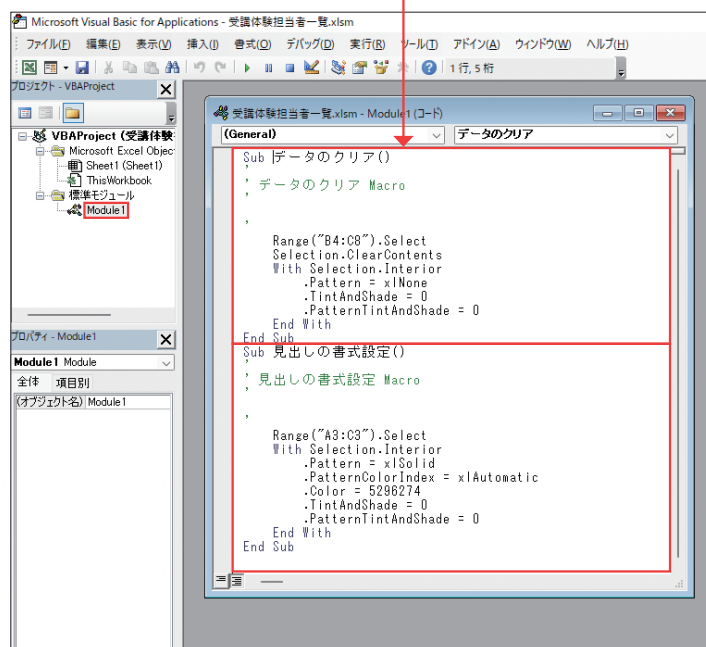 Microsoft Visual Basic for Applications - 受講体験担当者一覧.xlsm
ファイル(F) 編集(E) 表示(V) 挿入(I) 書式(O) デバッグ(D) 実行(R) ツール(T) アドイン(A) ウィンドウ(W) ヘルプ(H)
1行, 5 桁
プロジェクト - VBAProject
VBAProject (受講体験
Microsoft Excel Objec
Sheet1 (Sheet1)
ThisWorkbook
標準モジュール
Module1
プロパティ - Module1
Module1 Module
全体 項目別
(オブジェクト名) Module1
受講体験担当者一覧.xlsm - Module1 (コード)
(General) データのクリア
Sub データのクリア()
'
' データのクリア Macro
'

'
    Range("B4:C8").Select
    Selection.ClearContents
    With Selection.Interior
        .Pattern = xlNone
        .TintAndShade = 0
        .PatternTintAndShade = 0
    End With
End Sub
Sub 見出しの書式設定()
'
' 見出しの書式設定 Macro
'

'
    Range("A3:C3").Select
    With Selection.Interior
        .Pattern = xlSolid
        .PatternColorIndex = xlAutomatic
        .Color = 5296274
        .TintAndShade = 0
        .PatternTintAndShade = 0
    End With
End Sub